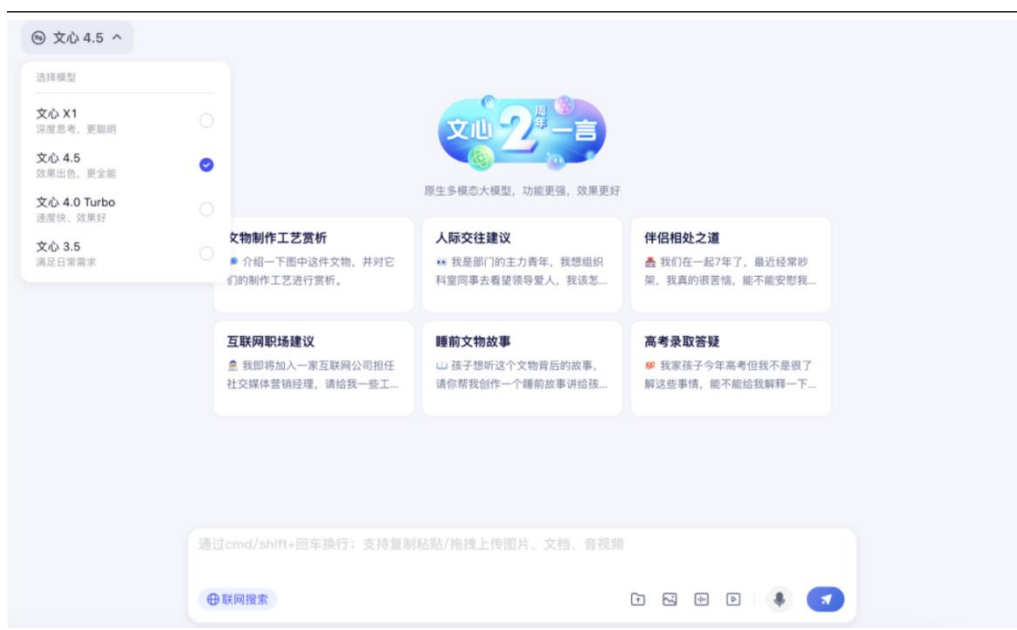 文心 4.5
选择模型
文心 X1
深度思考，更聪明
文心 4.5
效果出色，更全能
文心 4.0 Turbo
速度快、效果好
文心 3.5
满足日常需求
文心2周年一言
原生多模态大模型，功能更强，效果更好
文物制作工艺赏析
介绍一下图中这件文物，并对它
们的制作工艺进行赏析。
人际交往建议
我是部门的主力青年，我想组织
科室同事去看望领导爱人，我该怎...
伴侣相处之道
我们在一起7年了，最近经常吵
架，我真的很苦恼，能不能安慰我...
互联网职场建议
我即将加入一家互联网公司担任
社交媒体营销经理，请给我一些工...
睡前文物故事
孩子想听这个文物背后的故事，
请你帮我创作一个睡前故事讲给孩...
高考录取答疑
💯 我家孩子今年高考但我不是很了
解这些事情，能不能给我解释一下...
通过cmd/shift+回车换行；支持复制粘贴/拖拽上传图片、文档、音视频
联网搜索